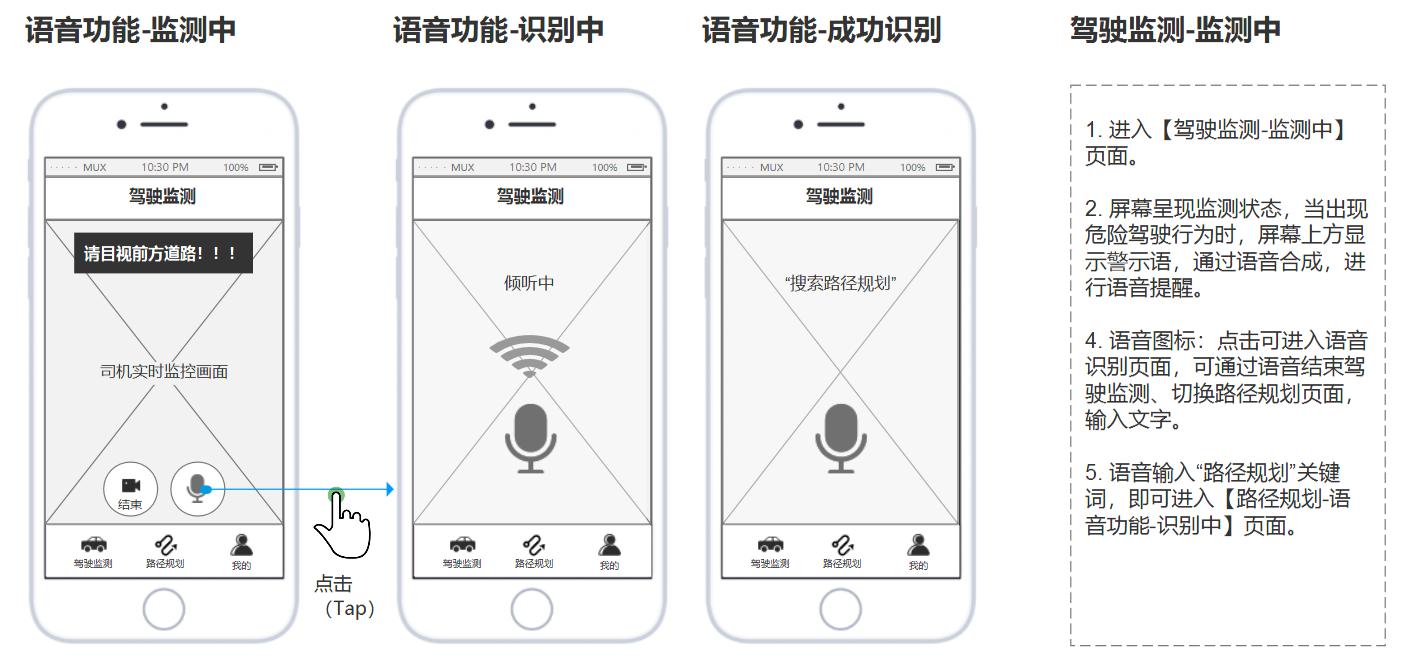 语音功能-监测中
语音功能-识别中
语音功能-成功识别
驾驶监测-监测中
MUX 10:30 PM 100%
驾驶监测
请目视前方道路！！！
司机实时监控画面
结束
驾驶监测 路径规划 我的
点击
（Tap）
MUX 10:30 PM 100%
驾驶监测
倾听中
驾驶监测 路径规划 我的
MUX 10:30 PM 100%
驾驶监测
“搜索路径规划”
驾驶监测 路径规划 我的
1. 进入【驾驶监测-监测中】
页面。
2. 屏幕呈现监测状态，当出现
危险驾驶行为时，屏幕上方显
示警示语，通过语音合成，进
行语音提醒。
4. 语音图标：点击可进入语音
识别页面，可通过语音结束驾
驶监测、切换路径规划页面，
输入文字。
5. 语音输入“路径规划”关键
词，即可进入【路径规划-语
音功能-识别中】页面。